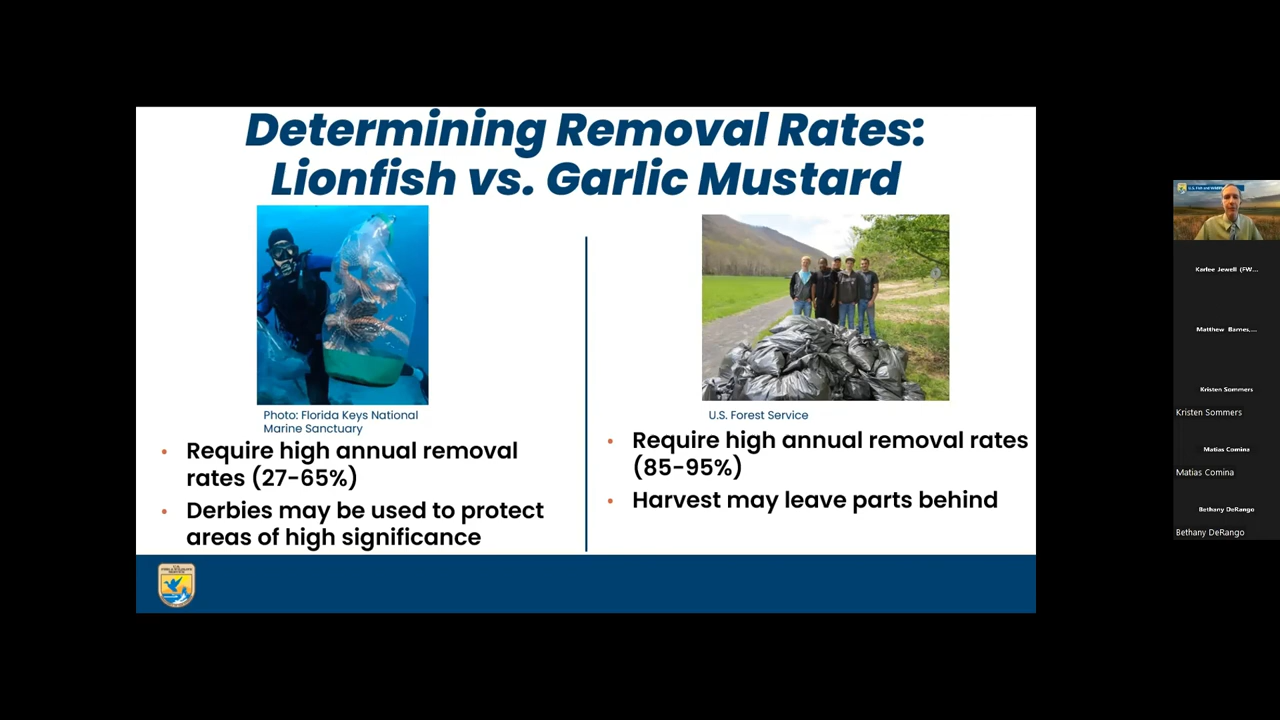 Determining Removal Rates:
Lionfish vs. Garlic Mustard
Photo: Florida Keys National
Marine Sanctuary
• Require high annual removal
rates (27-65%)
• Derbies may be used to protect
areas of high significance
U.S. Forest Service
• Require high annual removal rates
(85-95%)
• Harvest may leave parts behind
Karlee Jewell (FW...
Matthew Barnes,...
Kristen Sommers
Kristen Sommers
Matias Comina
Matias Comina
Bethany DeRango
Bethany DeRango